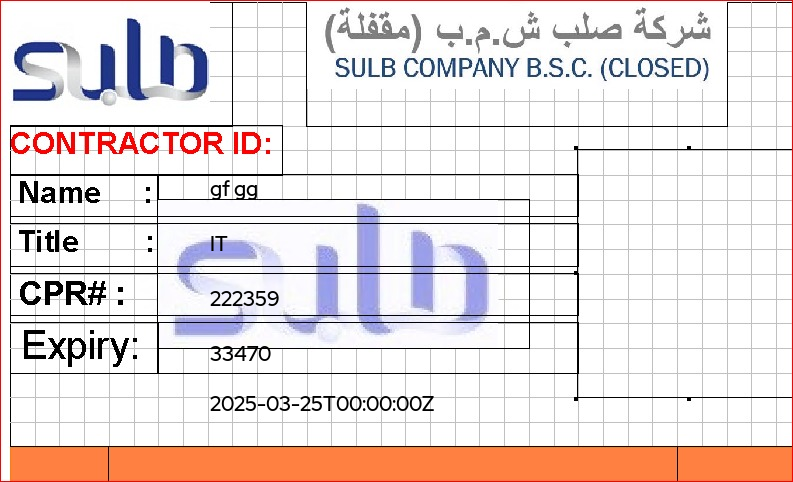 sulb
شركة صلب ش.م.ب (مقفلة)
SULB COMPANY B.S.C. (CLOSED)
CONTRACTOR ID:
Name : gf gg
Title : IT
sulb
CPR# : 222359
Expiry: 33470
2025-03-25T00:00:00Z